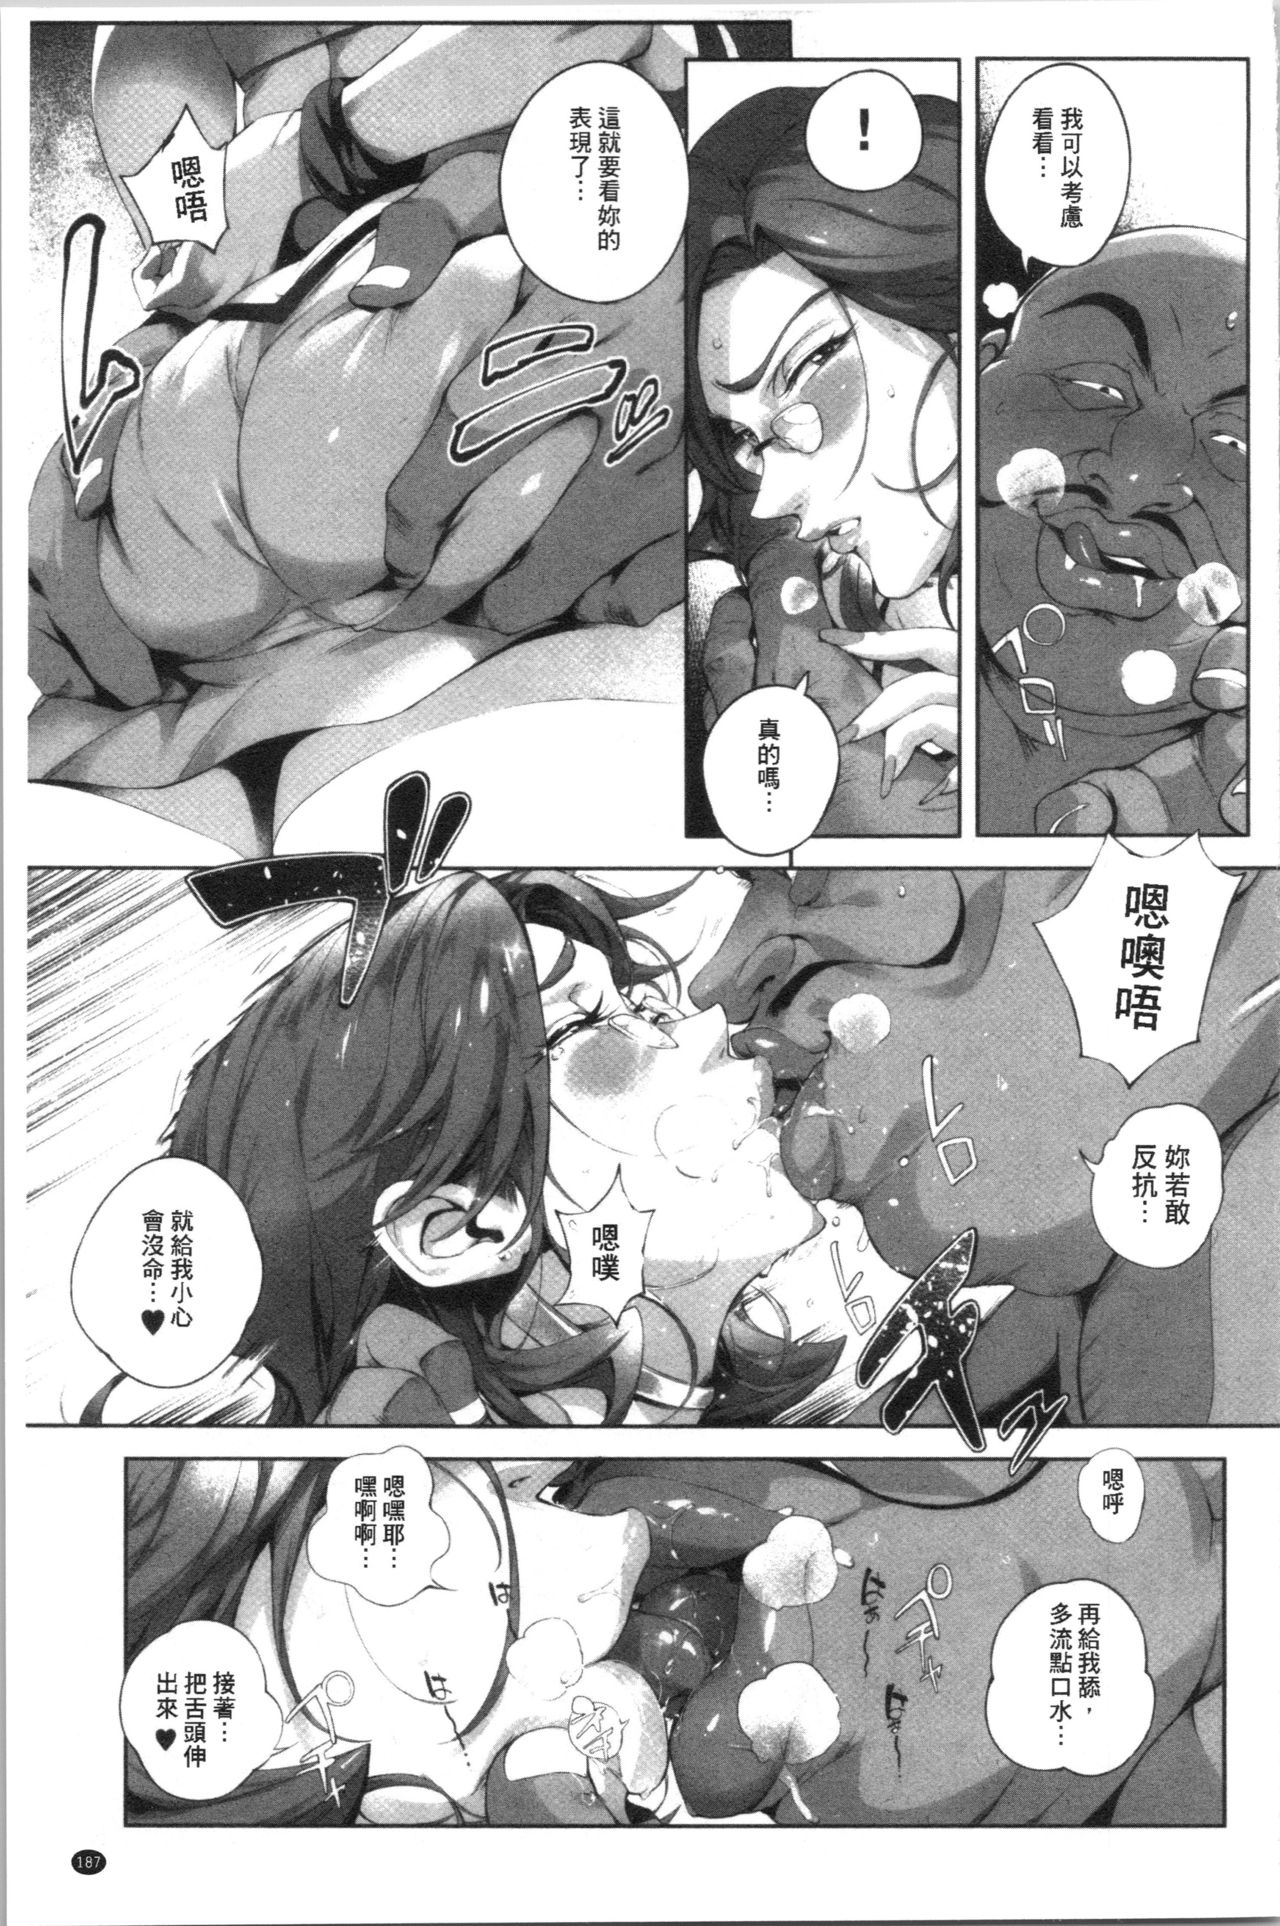 我可以考慮
看看…
！
真的嗎…
這就要看妳的
表現了…
嗯唔
嗯噢唔
妳若敢
反抗…
嗯噗
就給我小心
會沒命…♥
嗯呼
再給我舔，
多流點口水…
嗯嘿耶…
嘿啊啊…
接著…
把舌頭伸
出來♥
187